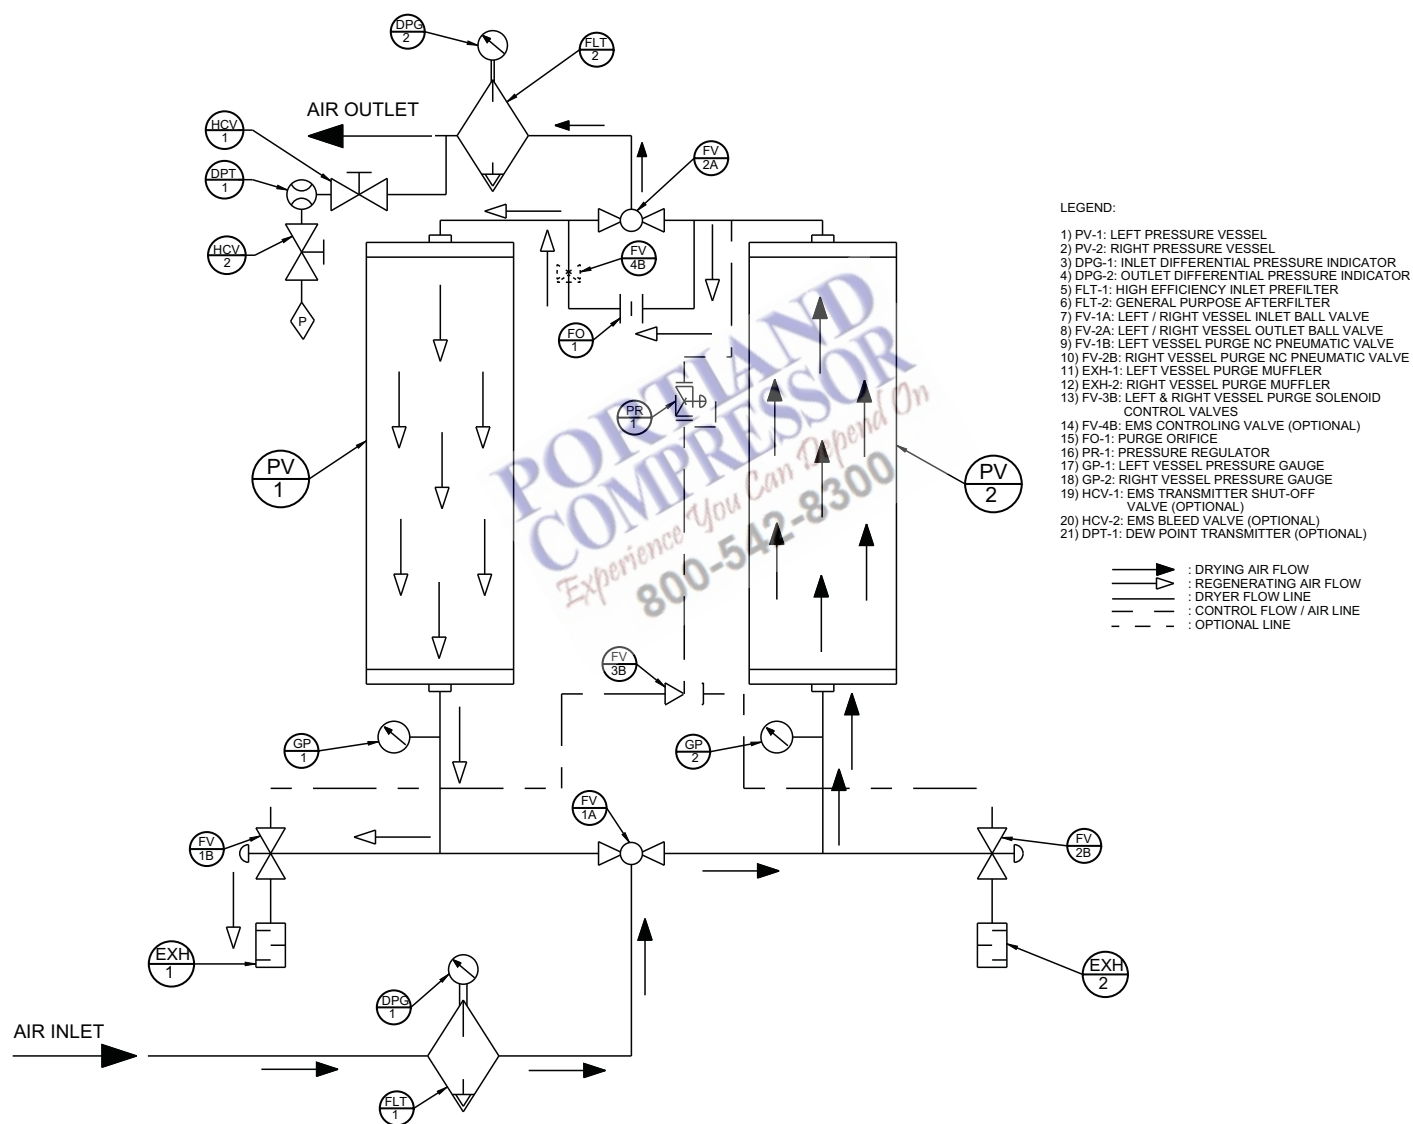 DPG
2
FLT
2
AIR OUTLET
HCV
1
FV
2A
DPT
1
HCV
2
FV
4B
P
FO
1
PR
1
PV
1
PV
2
PORTLAND
COMPRESSOR
Experience You Can Depend On
800-542-8300
FV
3B
GP
1
GP
2
FV
1A
FV
1B
FV
2B
EXH
1
EXH
2
DPG
1
AIR INLET
FLT
1
LEGEND:
1) PV-1: LEFT PRESSURE VESSEL
2) PV-2: RIGHT PRESSURE VESSEL
3) DPG-1: INLET DIFFERENTIAL PRESSURE INDICATOR
4) DPG-2: OUTLET DIFFERENTIAL PRESSURE INDICATOR
5) FLT-1: HIGH EFFICIENCY INLET PREFILTER
6) FLT-2: GENERAL PURPOSE AFTERFILTER
7) FV-1A: LEFT / RIGHT VESSEL INLET BALL VALVE
8) FV-2A: LEFT / RIGHT VESSEL OUTLET BALL VALVE
9) FV-1B: LEFT VESSEL PURGE NC PNEUMATIC VALVE
10) FV-2B: RIGHT VESSEL PURGE NC PNEUMATIC VALVE
11) EXH-1: LEFT VESSEL PURGE MUFFLER
12) EXH-2: RIGHT VESSEL PURGE MUFFLER
13) FV-3B: LEFT & RIGHT VESSEL PURGE SOLENOID
CONTROL VALVES
14) FV-4B: EMS CONTROLING VALVE (OPTIONAL)
15) FO-1: PURGE ORIFICE
16) PR-1: PRESSURE REGULATOR
17) GP-1: LEFT VESSEL PRESSURE GAUGE
18) GP-2: RIGHT VESSEL PRESSURE GAUGE
19) HCV-1: EMS TRANSMITTER SHUT-OFF
VALVE (OPTIONAL)
20) HCV-2: EMS BLEED VALVE (OPTIONAL)
21) DPT-1: DEW POINT TRANSMITTER (OPTIONAL)
: DRYING AIR FLOW
: REGENERATING AIR FLOW
: DRYER FLOW LINE
: CONTROL FLOW / AIR LINE
: OPTIONAL LINE